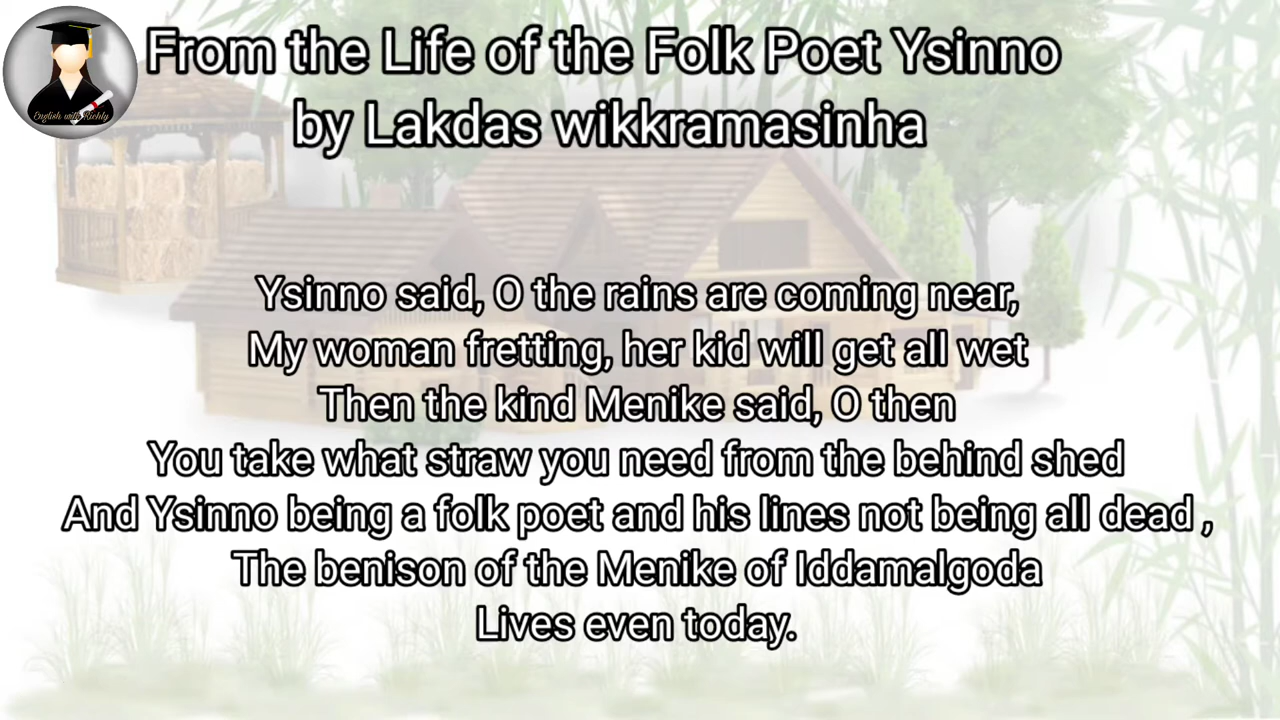 From the Life of the Folk Poet Ysinno
by Lakdas wikkramasinha
English with Richly
Ysinno said, O the rains are coming near,
My woman fretting, her kid will get all wet
Then the kind Menike said, O then
You take what straw you need from the behind shed
And Ysinno being a folk poet and his lines not being all dead ,
The benison of the Menike of Iddamalgoda
Lives even today.